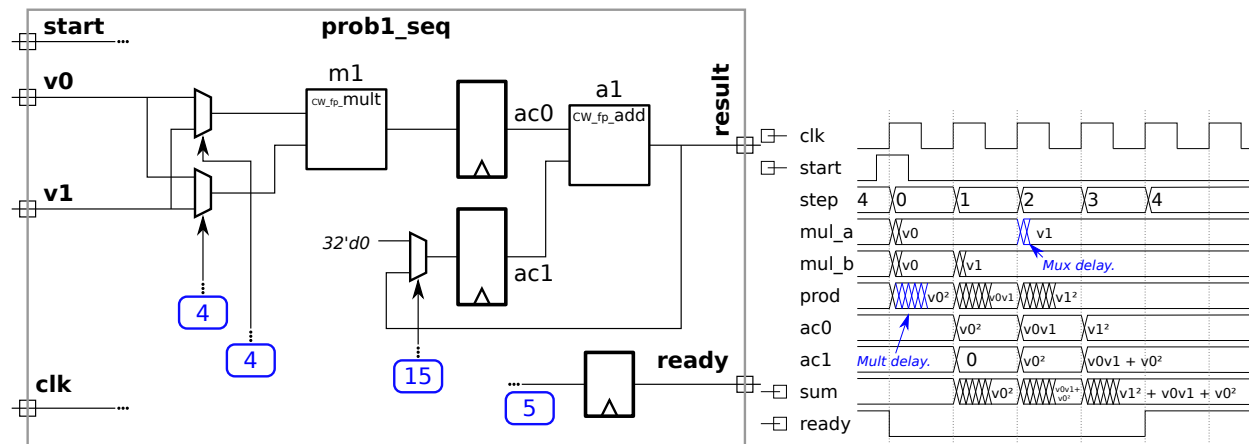 prob1_seq
start
...
v0
v1
m1
CW_fp_mult
ac0
a1
CW_fp_add
result
32'd0
ac1
4
4
15
clk
...
...
5
ready
clk
start
step 4 0 1 2 3 4
mul_a v0 v1
mul_b v0 v1
Mux delay.
prod v0² v0v1 v1²
ac0 v0² v0v1 v1²
Mult delay.
ac1 0 v0² v0v1 + v0²
sum v0² v0v1+ v0² v1² + v0v1 + v0²
ready